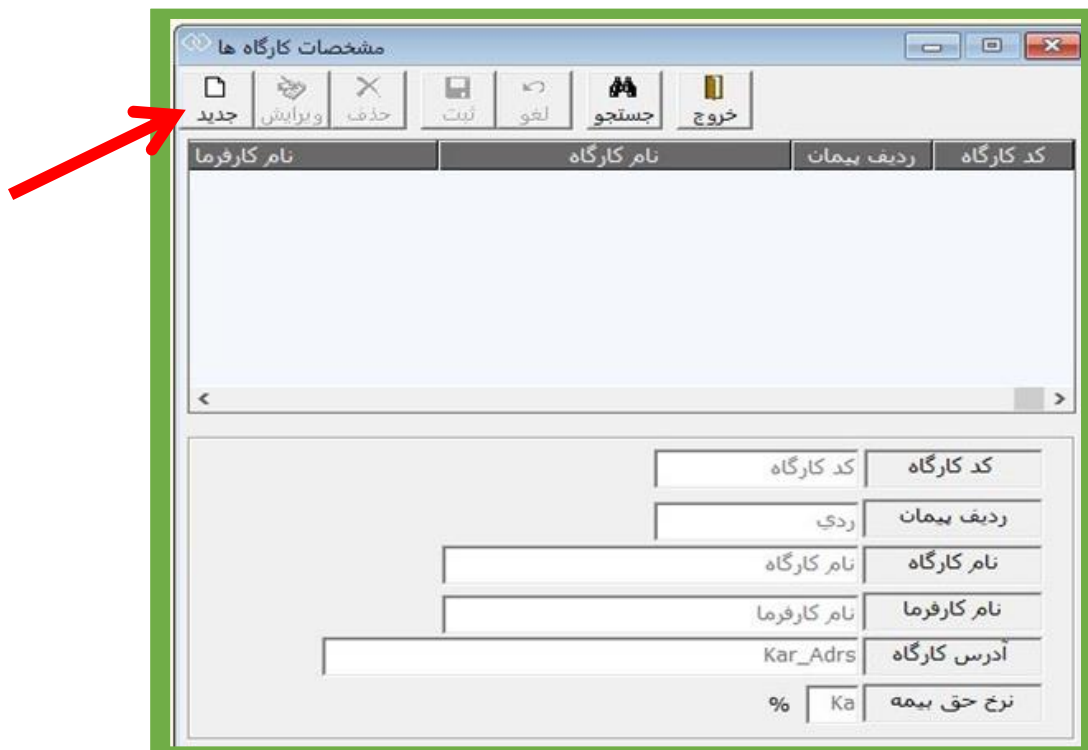 مشخصات کارگاه ها
جدید ویرایش حذف ثبت لغو جستجو خروج
کد کارگاه ردیف پیمان نام کارگاه نام کارفرما
کد کارگاه کد کارگاه
ردیف پیمان ردي
نام کارگاه نام کارگاه
نام کارفرما نام کارفرما
آدرس کارگاه Kar_Adrs
نرخ حق بیمه Ka %